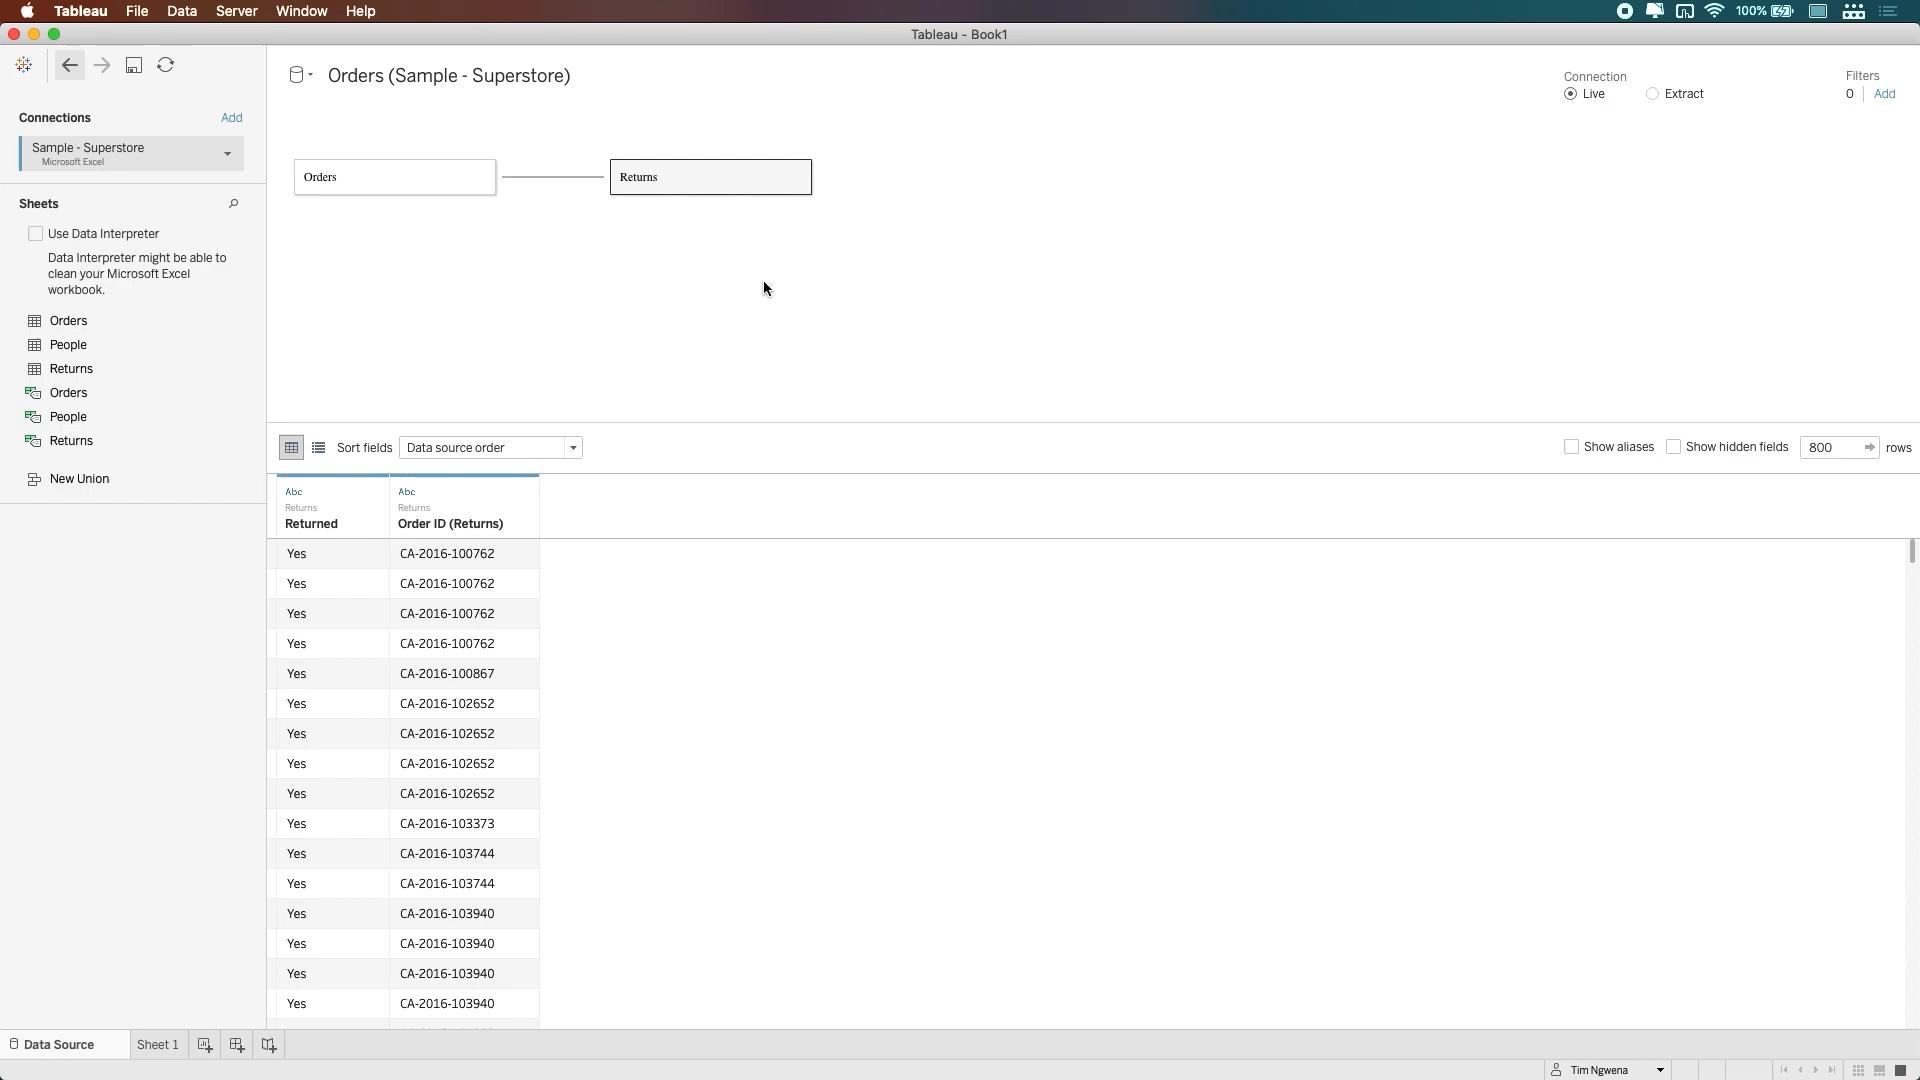 Tableau File Data Server Window Help 100%
Tableau - Book1
Orders (Sample - Superstore)
Connection
Live Extract
Filters
0 Add
Connections Add
Sample - Superstore
Microsoft Excel
Sheets
Use Data Interpreter
Data Interpreter might be able to
clean your Microsoft Excel
workbook.
Orders
People
Returns
Orders
People
Returns
New Union
Orders
Returns
Sort fields Data source order Show aliases Show hidden fields 800 rows
Abc Abc
Returns Returns
Returned Order ID (Returns)
Yes CA-2016-100762
Yes CA-2016-100762
Yes CA-2016-100762
Yes CA-2016-100762
Yes CA-2016-100867
Yes CA-2016-102652
Yes CA-2016-102652
Yes CA-2016-102652
Yes CA-2016-102652
Yes CA-2016-103373
Yes CA-2016-103744
Yes CA-2016-103744
Yes CA-2016-103940
Yes CA-2016-103940
Yes CA-2016-103940
Yes CA-2016-103940
Data Source Sheet 1
Tim Ngwena